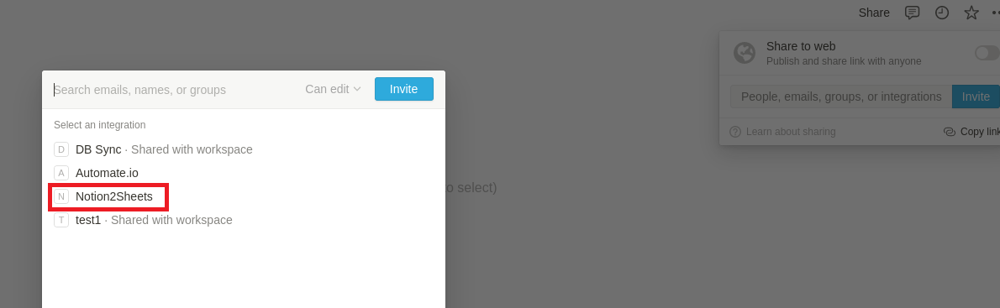 Share
Share to web
Publish and share link with anyone
Search emails, names, or groups Can edit Invite
People, emails, groups, or integrations Invite
Select an integration
Learn about sharing Copy link
D DB Sync · Shared with workspace
A Automate.io
o select)
N Notion2Sheets
T test1 · Shared with workspace